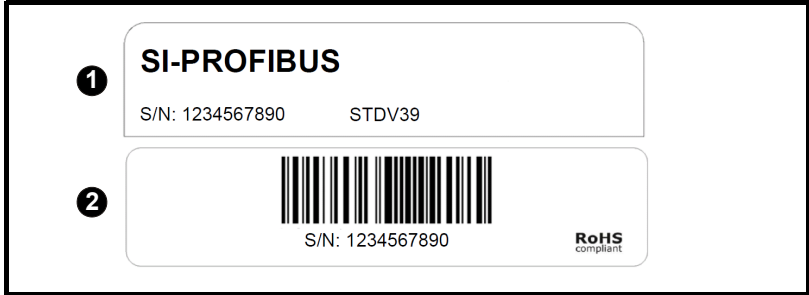 1
SI-PROFIBUS
S/N: 1234567890 STDV39
2
S/N: 1234567890
RoHS
compliant